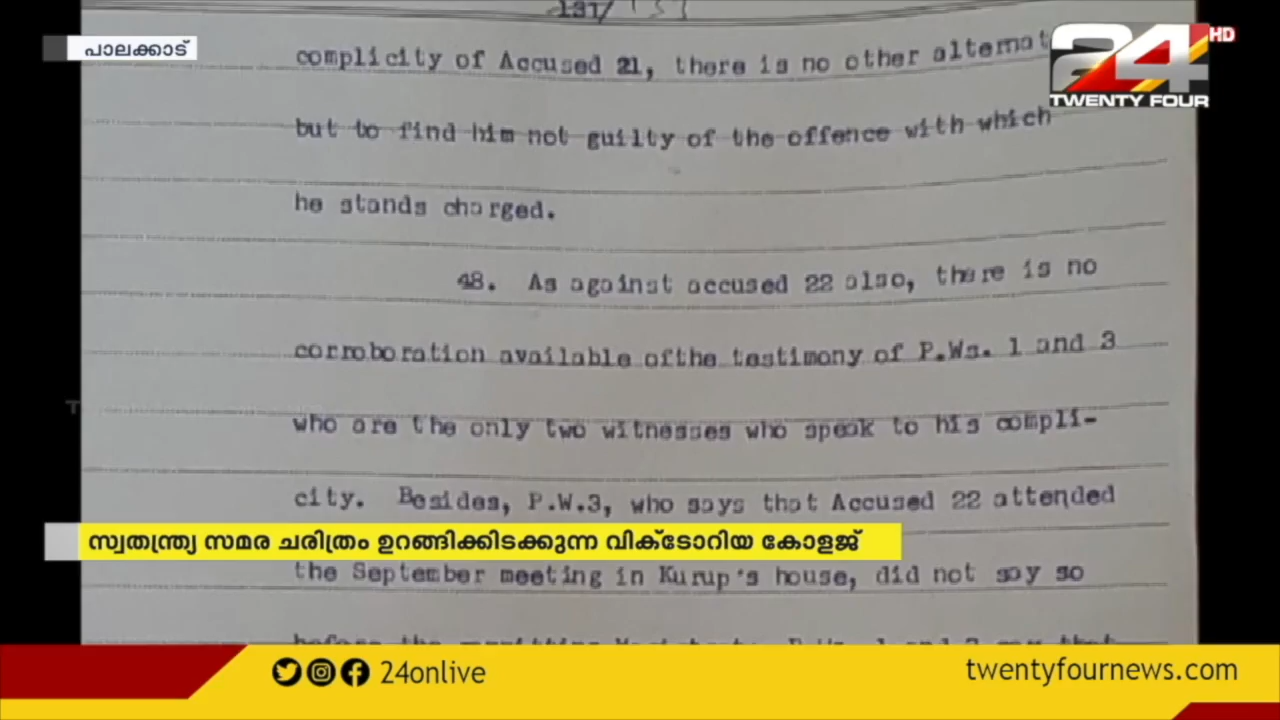 131/
പാലക്കാട്
24 HD
TWENTY FOUR
complicity of Accused 21, there is no other alternat
but to find him not guilty of the offence with which
he stands charged.
48. As against accused 22 also, there is no
corroboration available ofthe testimony of P.Ws. 1 and 3
who are the only two witnesses who speak to his compli-
city. Besides, P.W.3, who says that Accused 22 attended
സ്വതന്ത്ര്യ സമര ചരിത്രം ഉറങ്ങിക്കിടക്കുന്ന വിക്ടോറിയ കോളജ്
the September meeting in Kurup's house, did not say so
24onlive
twentyfournews.com